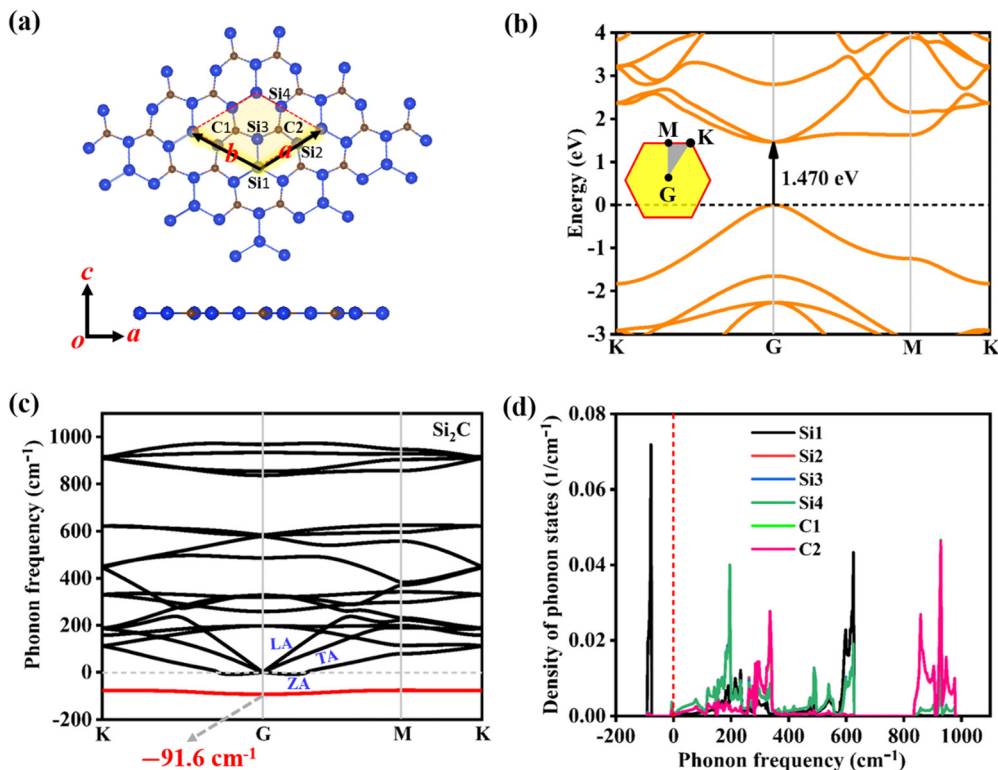 (a)
Si4
C1 Si3 C2
b a Si2
Si1
c
o a
(b)
Energy (eV)
4
3
2
1
0
-1
-2
-3
M K
G
1.470 eV
K G M K
(c)
Phonon frequency (cm⁻¹)
1000
800
600
400
200
0
-200
Si₂C
LA
TA
ZA
K G M K
−91.6 cm⁻¹
(d)
Density of phonon states (1/cm⁻¹)
0.08
0.06
0.04
0.02
0.00
Si1
Si2
Si3
Si4
C1
C2
-200 0 200 400 600 800 1000
Phonon frequency (cm⁻¹)